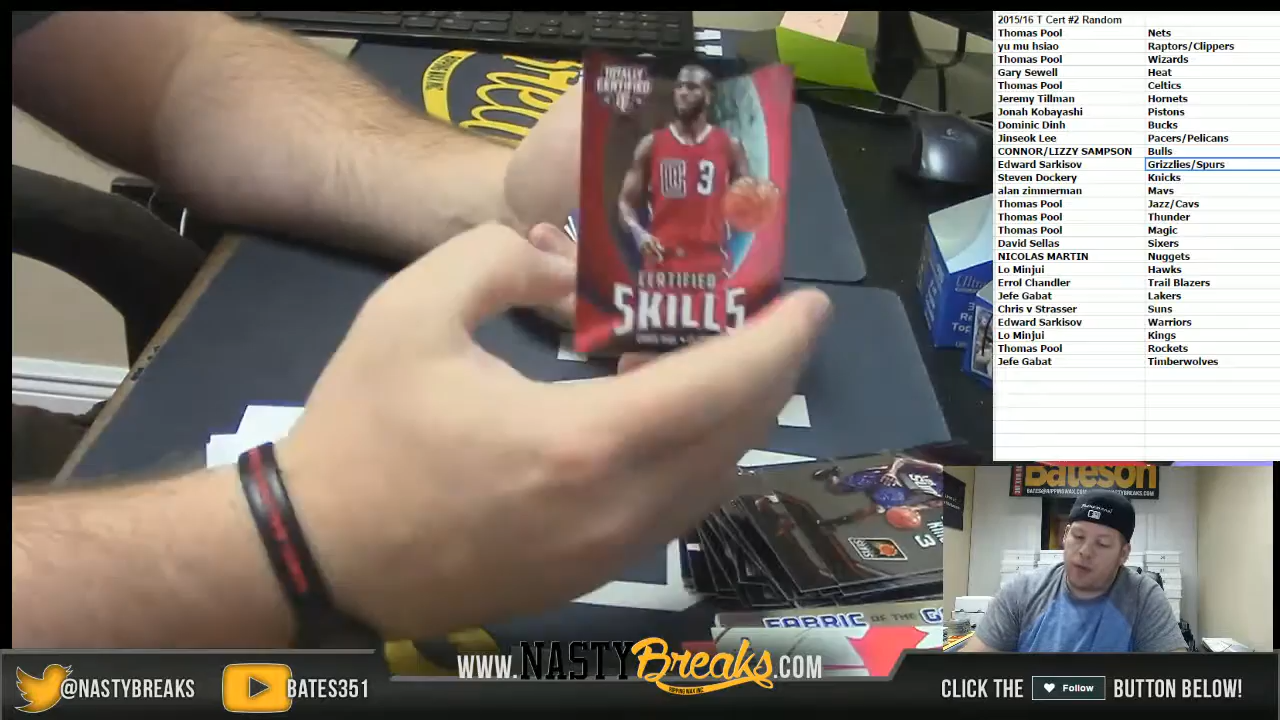 2015/16 T Cert #2 Random
Thomas Pool Nets
yu mu hsiao Raptors/Clippers
Thomas Pool Wizards
Gary Sewell Heat
Thomas Pool Celtics
Jeremy Tillman Hornets
Jonah Kobayashi Pistons
Dominic Dinh Bucks
Jinseok Lee Pacers/Pelicans
CONNOR/LIZZY SAMPSON Bulls
Edward Sarkisov Grizzlies/Spurs
Steven Dockery Knicks
alan zimmerman Mavs
Thomas Pool Jazz/Cavs
Thomas Pool Thunder
Thomas Pool Magic
David Sellas Sixers
NICOLAS MARTIN Nuggets
Lo Minjui Hawks
Errol Chandler Trail Blazers
Jefe Gabat Lakers
Chris v Strasser Suns
Edward Sarkisov Warriors
Lo Minjui Kings
Thomas Pool Rockets
Jefe Gabat Timberwolves
TOTALLY
CERTIFIED
3
CERTIFIED
SKILLS
FABRIC OF THE
Bateson
@NASTYBREAKS
BATES351
WWW.NASTYBreaks.COM
RIPPING WAX INC
CLICK THE Follow BUTTON BELOW!